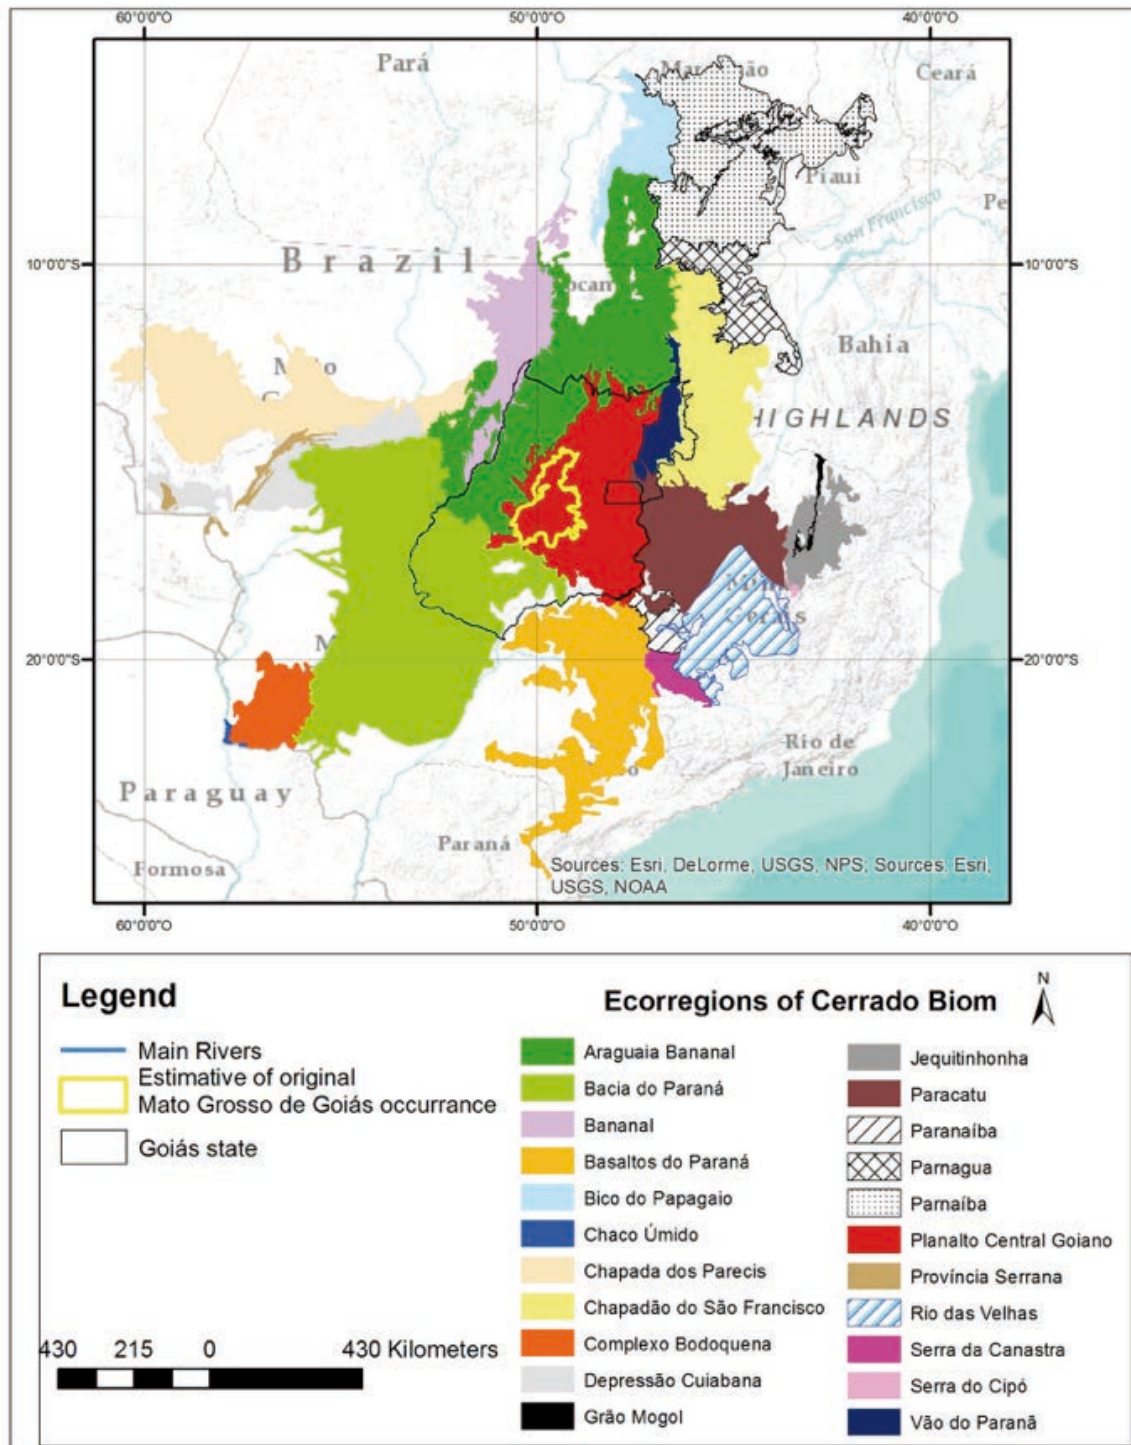 60°0'0"O 50°0'0"O 40°0'0"O
Pará
Ceará
Piaui
Pe
San Francisco
10°0'0"S 10°0'0"S
Brazil
Bahia
HIGHLANDS
20°0'0"S 20°0'0"S
Rio de
Janeiro
Paraguay
Paraná
Formosa
Sources: Esri, DeLorme, USGS, NPS; Sources: Esri,
USGS, NOAA
60°0'0"O 50°0'0"O 40°0'0"O
Legend
Main Rivers
Estimative of original
Mato Grosso de Goiás occurrance
Goiás state
430 215 0 430 Kilometers
Ecorregions of Cerrado Biom
N
Araguaia Bananal
Bacia do Paraná
Bananal
Basaltos do Paraná
Bico do Papagaio
Chaco Úmido
Chapada dos Parecis
Chapadão do São Francisco
Complexo Bodoquena
Depressão Cuiabana
Grão Mogol
Jequitinhonha
Paracatu
Paranaíba
Parnagua
Parnaíba
Planalto Central Goiano
Província Serrana
Rio das Velhas
Serra da Canastra
Serra do Cipó
Vão do Paranã